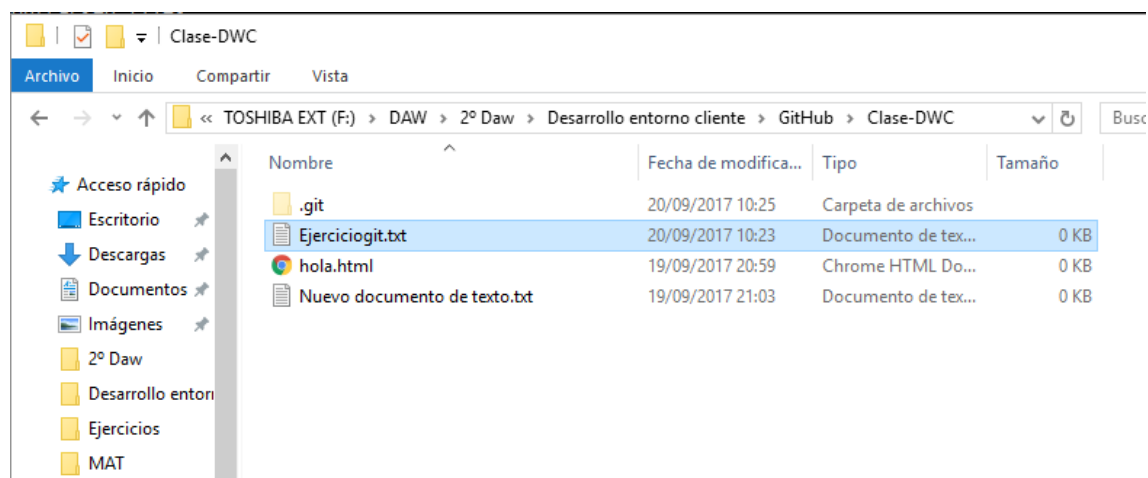 Clase-DWC
Archivo Inicio Compartir Vista
« TOSHIBA EXT (F:) > DAW > 2º Daw > Desarrollo entorno cliente > GitHub > Clase-DWC
Nombre Fecha de modifica... Tipo Tamaño
Acceso rápido
Escritorio
Descargas
Documentos
Imágenes
2º Daw
Desarrollo entorn
Ejercicios
MAT
.git 20/09/2017 10:25 Carpeta de archivos
Ejerciciogit.txt 20/09/2017 10:23 Documento de tex... 0 KB
hola.html 19/09/2017 20:59 Chrome HTML Do... 0 KB
Nuevo documento de texto.txt 19/09/2017 21:03 Documento de tex... 0 KB